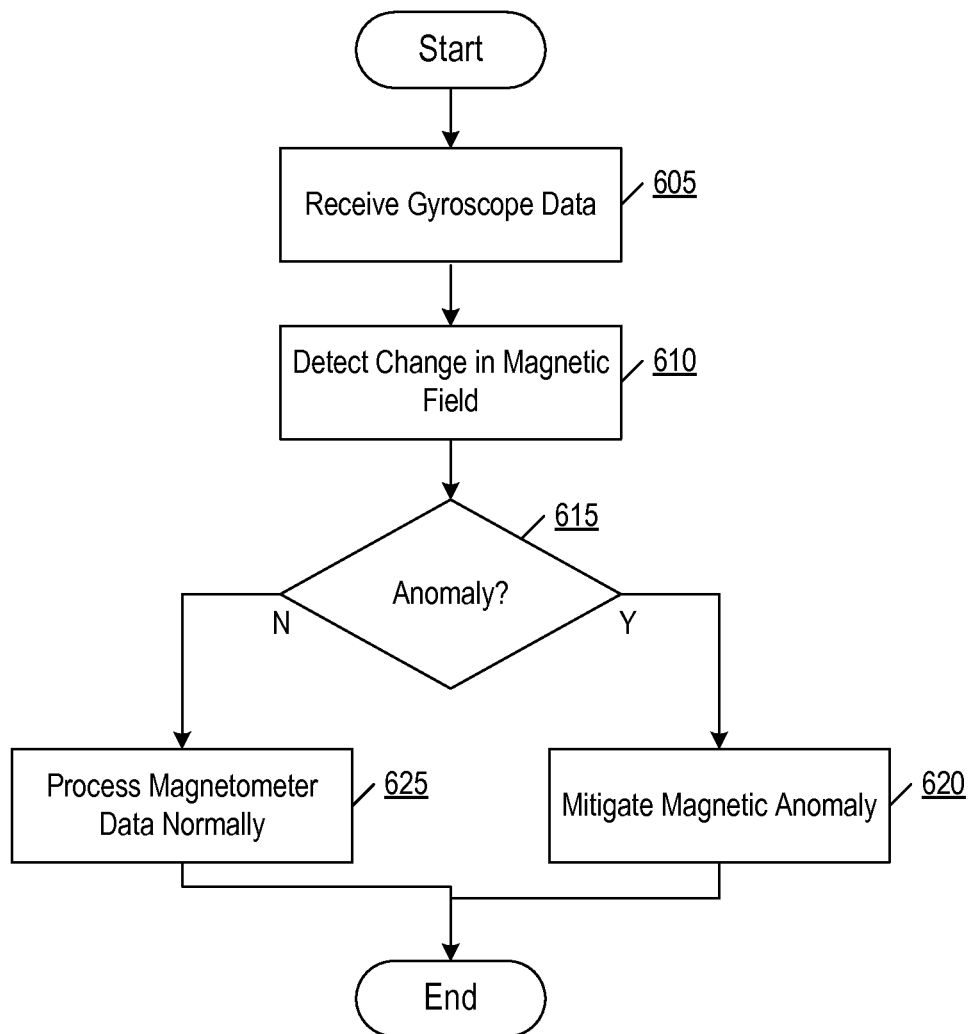 Start
Receive Gyroscope Data
605
Detect Change in Magnetic
Field
610
615
Anomaly?
N
Y
Process Magnetometer
Data Normally
625
Mitigate Magnetic Anomaly
620
End